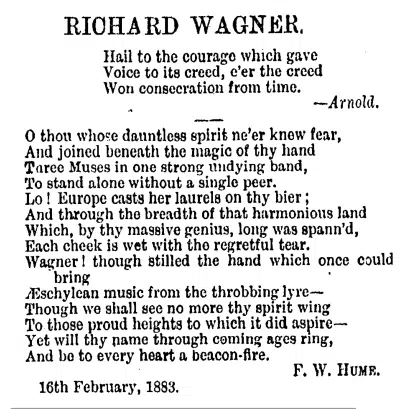 RICHARD WAGNER.
Hail to the courage which gave
Voice to its creed, e'er the creed
Won consecration from time.
—Arnold.
O thou whose dauntless spirit ne'er knew fear,
And joined beneath the magic of thy hand
Three Muses in one strong undying band,
To stand alone without a single peer.
Lo! Europe casts her laurels on thy bier;
And through the breadth of that harmonious land
Which, by thy massive genius, long was spann'd,
Each cheek is wet with the regretful tear.
Wagner! though stilled the hand which once could
bring
Æschylean music from the throbbing lyre—
Though we shall see no more thy spirit wing
To those proud heights to which it did aspire—
Yet will thy name through coming ages ring,
And be to every heart a beacon-fire.
F. W. HUME.
16th February, 1883.